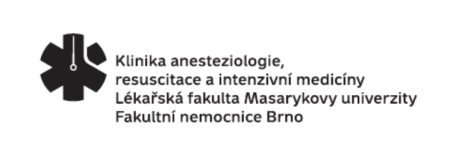 Klinika anesteziologie,
resuscitace a intenzivní medicíny
Lékařská fakulta Masarykovy univerzity
Fakultní nemocnice Brno